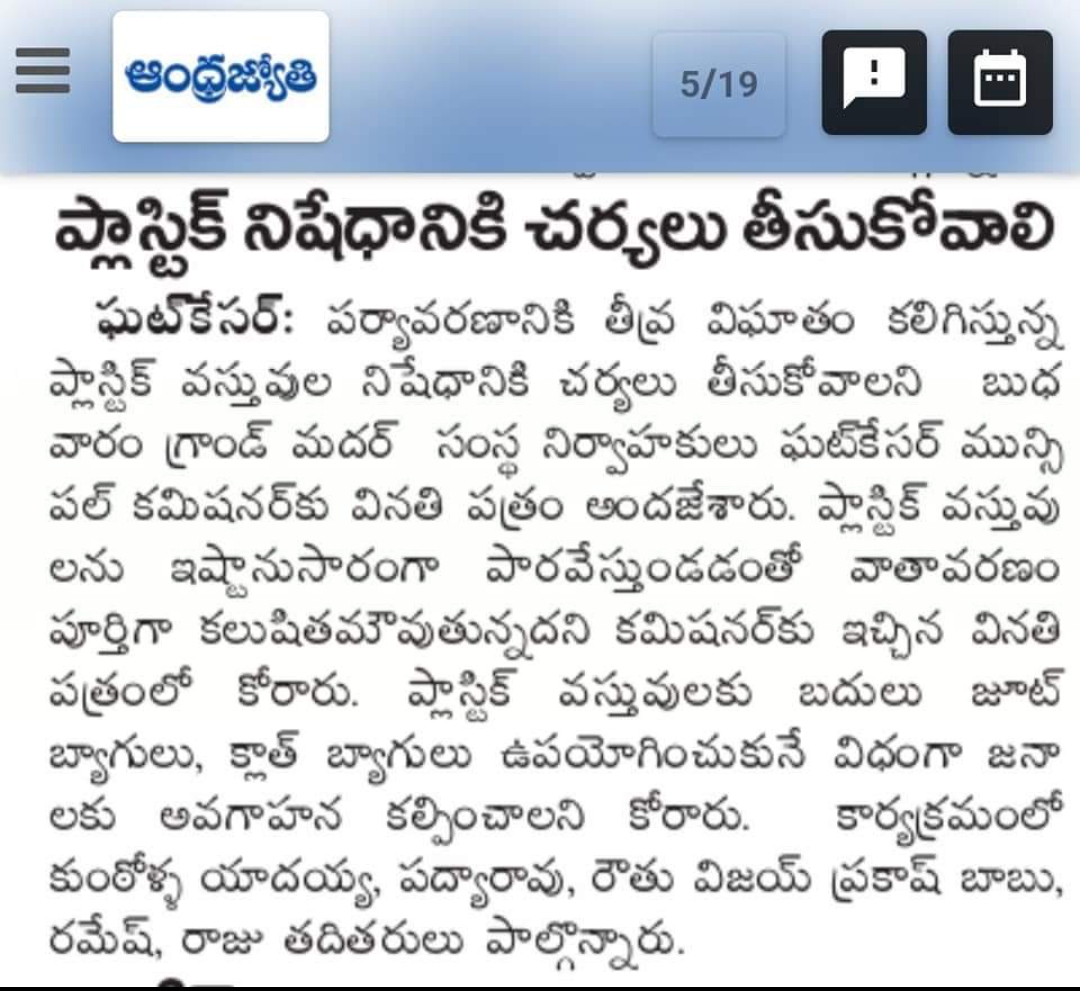 ఆంధ్రజ్యోతి
5/19
ప్లాస్టిక్ నిషేధానికి చర్యలు తీసుకోవాలి
ఘట్‌కేసర్: పర్యావరణానికి తీవ్ర విఘాతం కలిగిస్తున్న
ప్లాస్టిక్ వస్తువుల నిషేధానికి చర్యలు తీసుకోవాలని బుధ
వారం గ్రాండ్ మదర్ సంస్థ నిర్వాహకులు ఘట్‌కేసర్ మున్సి
పల్ కమిషనర్‌కు వినతి పత్రం అందజేశారు. ప్లాస్టిక్ వస్తువు
లను ఇష్టానుసారంగా పారవేస్తుండడంతో వాతావరణం
పూర్తిగా కలుషితమౌవుతున్నదని కమిషనర్‌కు ఇచ్చిన వినతి
పత్రంలో కోరారు. ప్లాస్టిక్ వస్తువులకు బదులు జూట్
బ్యాగులు, క్లాత్ బ్యాగులు ఉపయోగించుకునే విధంగా జనా
లకు అవగాహన కల్పించాలని కోరారు. కార్యక్రమంలో
కుంఠోళ్ళ యాదయ్య, పద్మారావు, రౌతు విజయ్ ప్రకాష్ బాబు,
రమేష్, రాజు తదితరులు పాల్గొన్నారు.